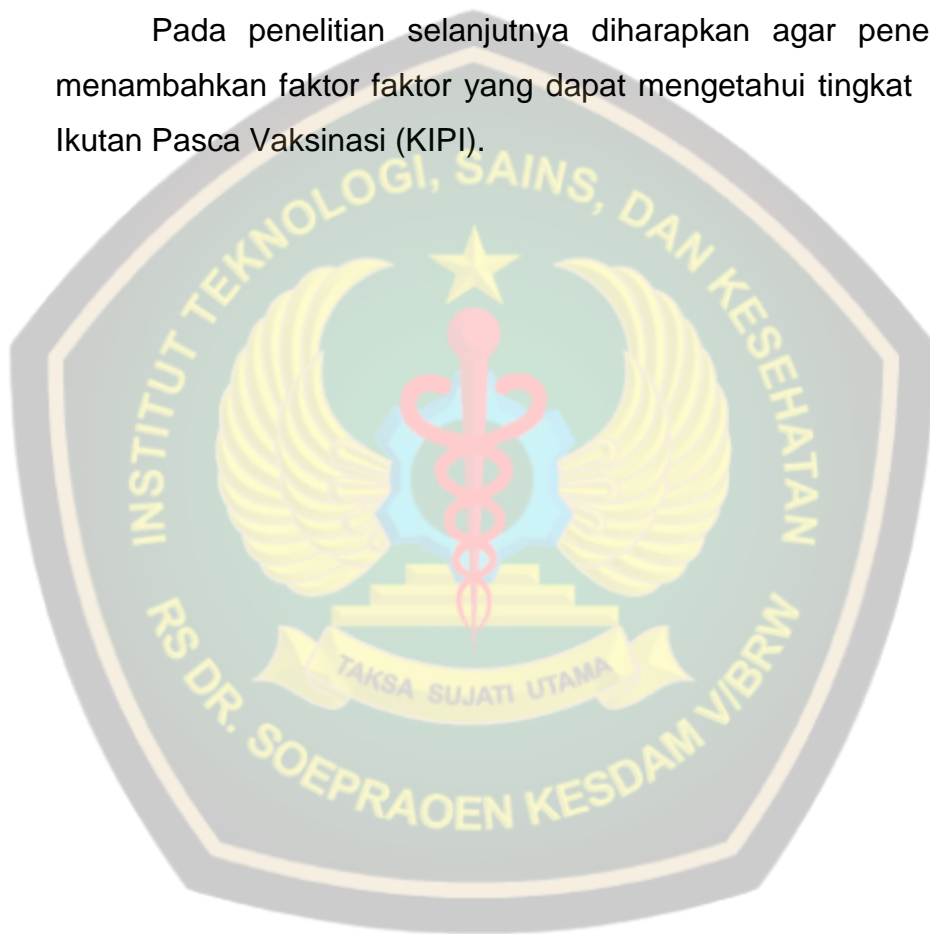 Pada penelitian selanjutnya diharapkan agar pene
menambahkan faktor faktor yang dapat mengetahui tingkat
Ikutan Pasca Vaksinasi (KIPI).
INSTITUT TEKNOLOGI, SAINS, DAN KESEHATAN
TAKSA SUJATI UTAMA
RS DR. SOEPRAOEN KESDAM V/BRW